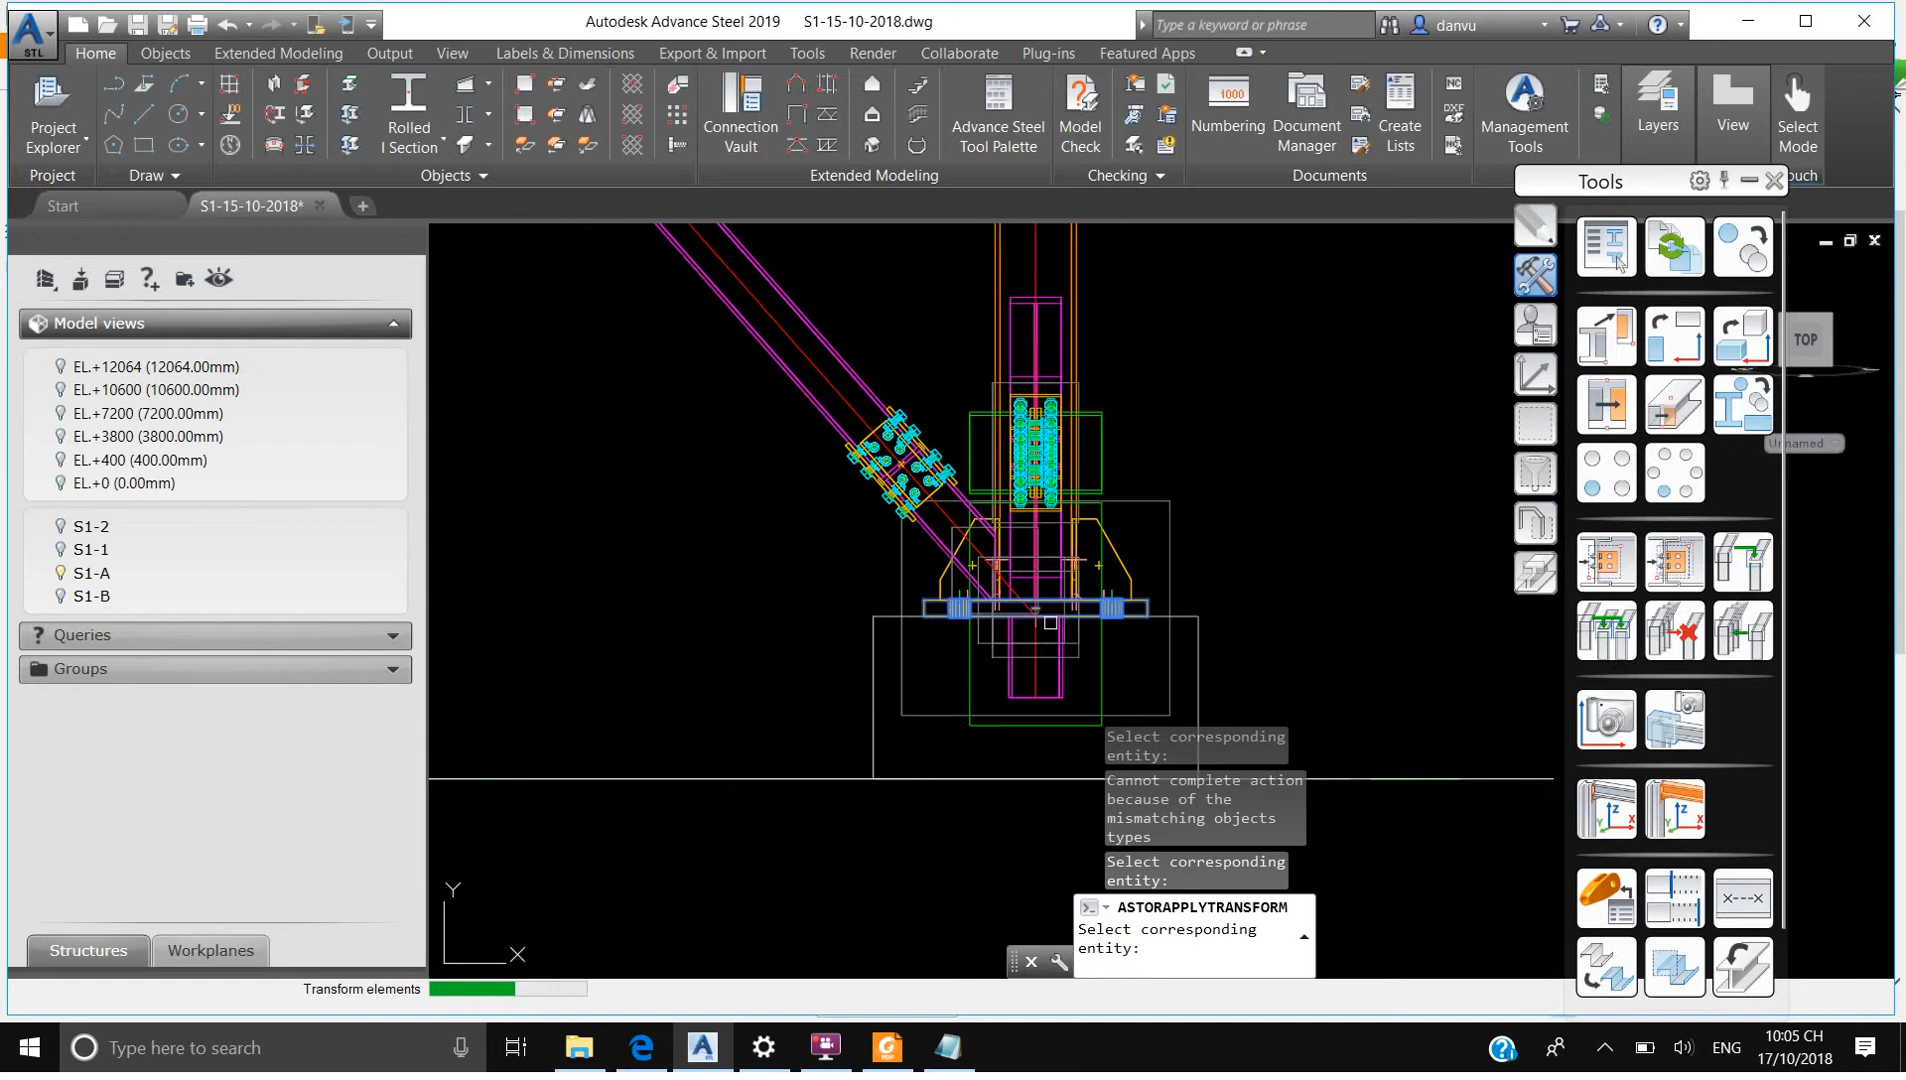 Autodesk Advance Steel 2019 S1-15-10-2018.dwg
Type a keyword or phrase
danvu
STL
Home Objects Extended Modeling Output View Labels & Dimensions Export & Import Tools Render Collaborate Plug-ins Featured Apps
Project
Explorer
Rolled
I Section
Connection
Vault
Advance Steel
Tool Palette
Model
Check
1000
Numbering
Document
Manager
Create
Lists
NC
DXF
Management
Tools
Layers
View
Select
Mode
Project
Draw
Objects
Extended Modeling
Checking
Documents
ouch
Start
S1-15-10-2018*
Tools
Model views
EL.+12064 (12064.00mm)
EL.+10600 (10600.00mm)
EL.+7200 (7200.00mm)
EL.+3800 (3800.00mm)
EL.+400 (400.00mm)
EL.+0 (0.00mm)
S1-2
S1-1
S1-A
S1-B
Queries
Groups
Structures
Workplanes
TOP
Unnamed
Y
X
Select corresponding
entity:
Cannot complete action
because of the
mismatching objects
types
Select corresponding
entity:
ASTORAPPLYTRANSFORM
Select corresponding
entity:
Transform elements
Type here to search
ENG
10:05 CH
17/10/2018